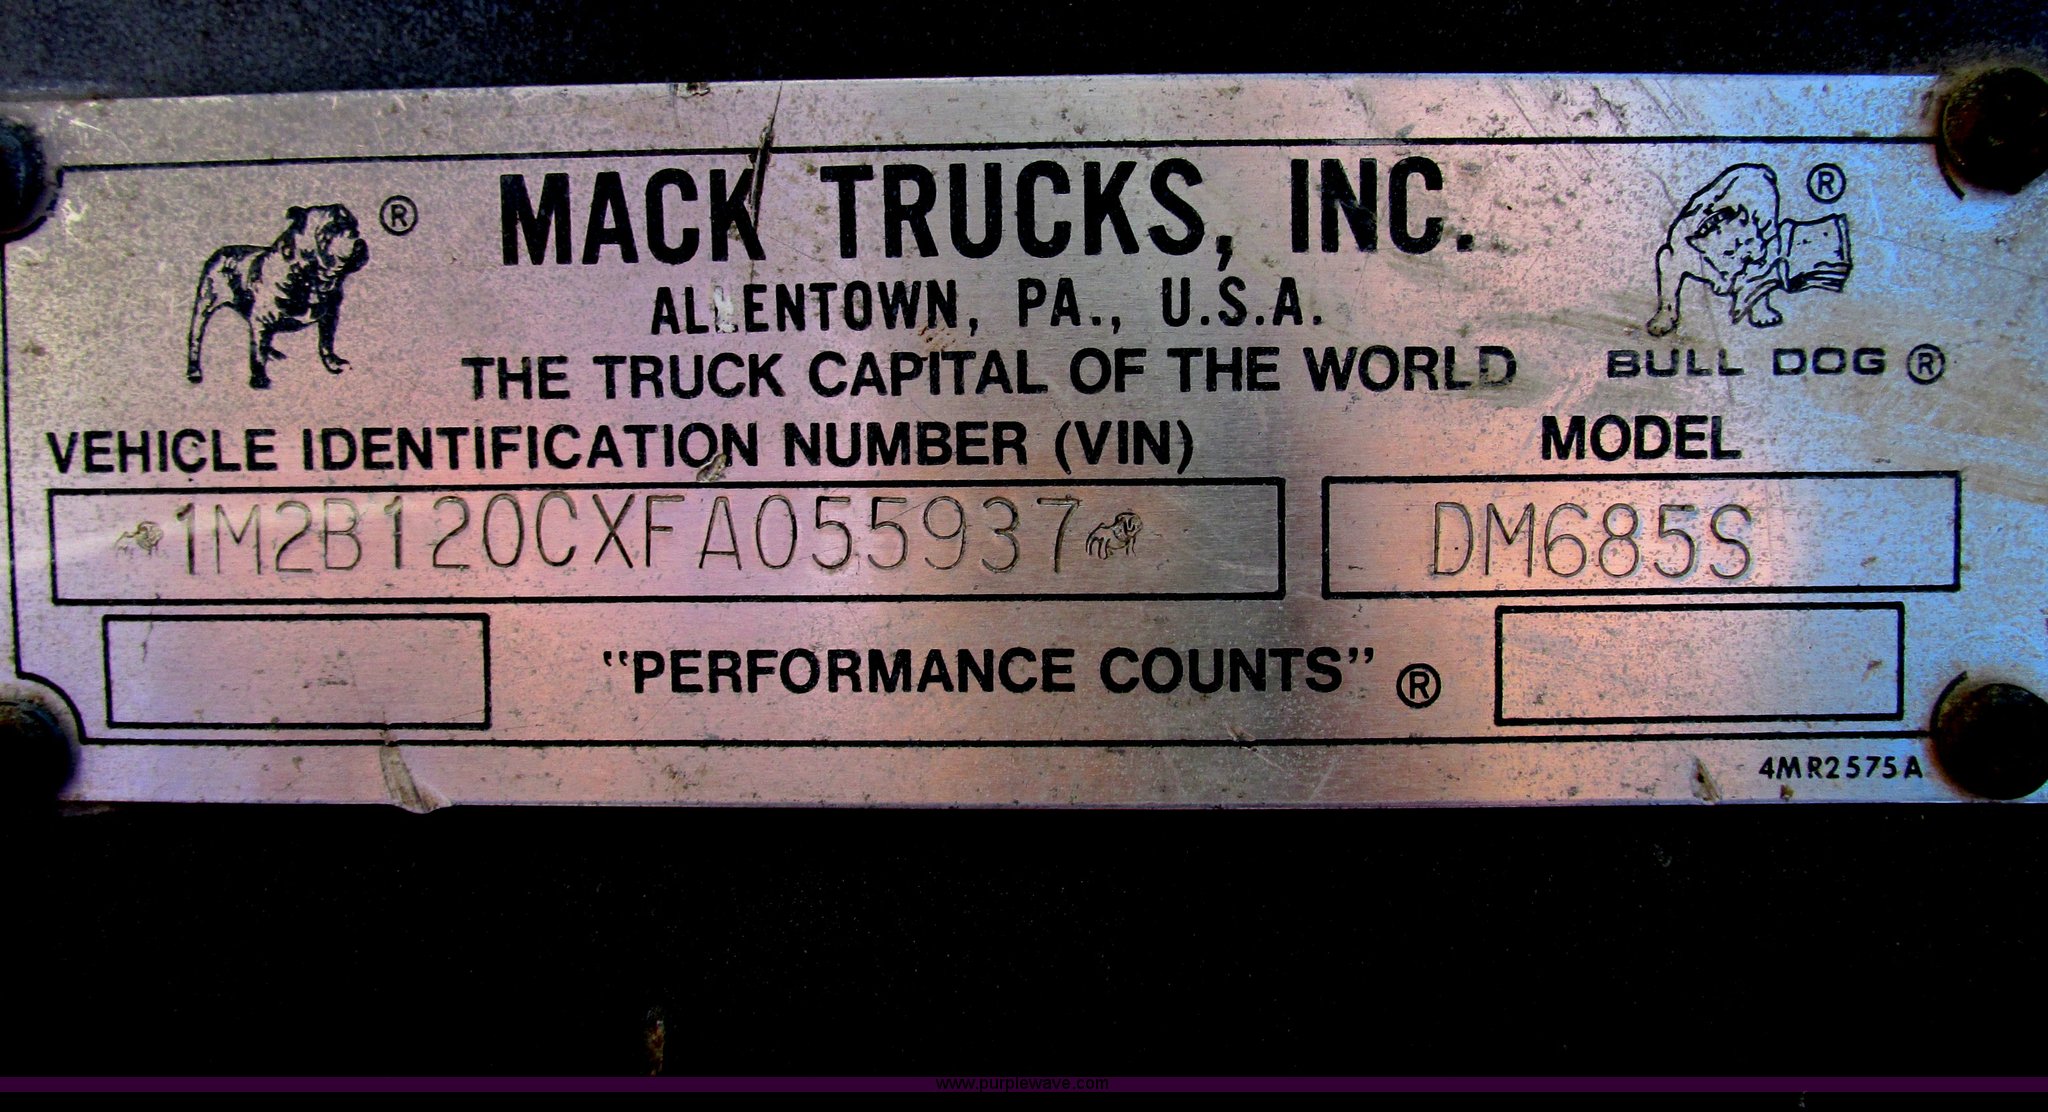 MACK TRUCKS, INC.
®
®
ALLENTOWN, PA., U.S.A.
THE TRUCK CAPITAL OF THE WORLD
BULL DOG ®
VEHICLE IDENTIFICATION NUMBER (VIN)
MODEL
1M2B120CXFA055937
DM685S
"PERFORMANCE COUNTS" ®
4MR2575A
www.purplewave.com